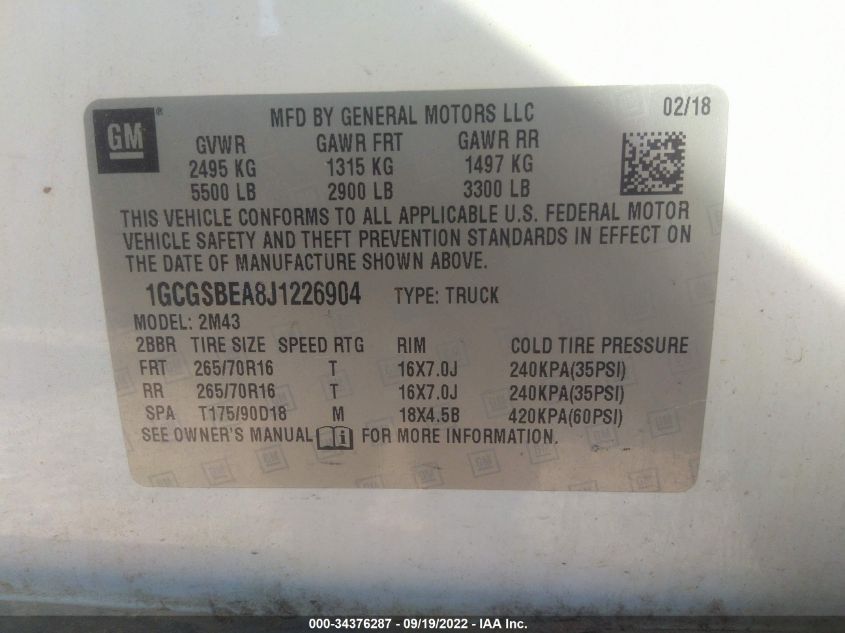 GM ®
MFD BY GENERAL MOTORS LLC 02/18
GVWR GAWR FRT GAWR RR
2495 KG 1315 KG 1497 KG
5500 LB 2900 LB 3300 LB
THIS VEHICLE CONFORMS TO ALL APPLICABLE U.S. FEDERAL MOTOR
VEHICLE SAFETY AND THEFT PREVENTION STANDARDS IN EFFECT ON
THE DATE OF MANUFACTURE SHOWN ABOVE.
1GCGSBEA8J1226904 TYPE: TRUCK
MODEL: 2M43
2BBR TIRE SIZE SPEED RTG RIM COLD TIRE PRESSURE
FRT 265/70R16 T 16X7.0J 240KPA(35PSI)
RR 265/70R16 T 16X7.0J 240KPA(35PSI)
SPA T175/90D18 M 18X4.5B 420KPA(60PSI)
SEE OWNER'S MANUAL i FOR MORE INFORMATION.
000-34376287 - 09/19/2022 - IAA Inc.